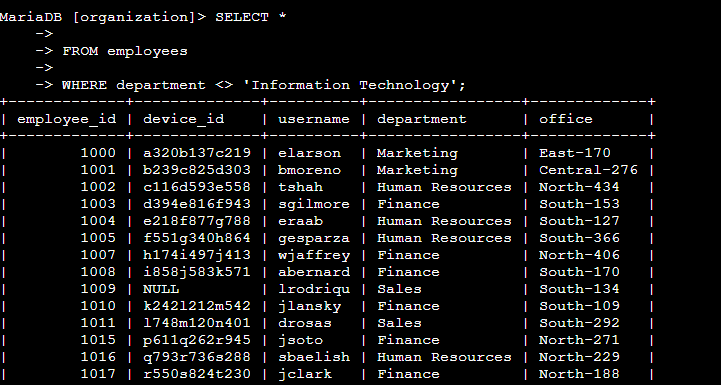 MariaDB [organization]> SELECT *
    ->
    -> FROM employees
    ->
    -> WHERE department <> 'Information Technology';
+-------------+--------------+----------+-----------------+-------------+
| employee_id | device_id    | username | department      | office      |
+-------------+--------------+----------+-----------------+-------------+
|        1000 | a320b137c219 | elarson  | Marketing       | East-170    |
|        1001 | b239c825d303 | bmoreno  | Marketing       | Central-276 |
|        1002 | c116d593e558 | tshah    | Human Resources | North-434   |
|        1003 | d394e816f943 | sgilmore | Finance         | South-153   |
|        1004 | e218f877g788 | eraab    | Human Resources | South-127   |
|        1005 | f551g340h864 | gesparza | Human Resources | South-366   |
|        1007 | h174i497j413 | wjaffrey | Finance         | North-406   |
|        1008 | i858j583k571 | abernard | Finance         | South-170   |
|        1009 | NULL         | lrodriqu | Sales           | South-134   |
|        1010 | k242l212m542 | jlansky  | Finance         | South-109   |
|        1011 | l748m120n401 | drosas   | Sales           | South-292   |
|        1015 | p611q262r945 | jsoto    | Finance         | North-271   |
|        1016 | q793r736s288 | sbaelish | Human Resources | North-229   |
|        1017 | r550s824t230 | jclark   | Finance         | North-188   |